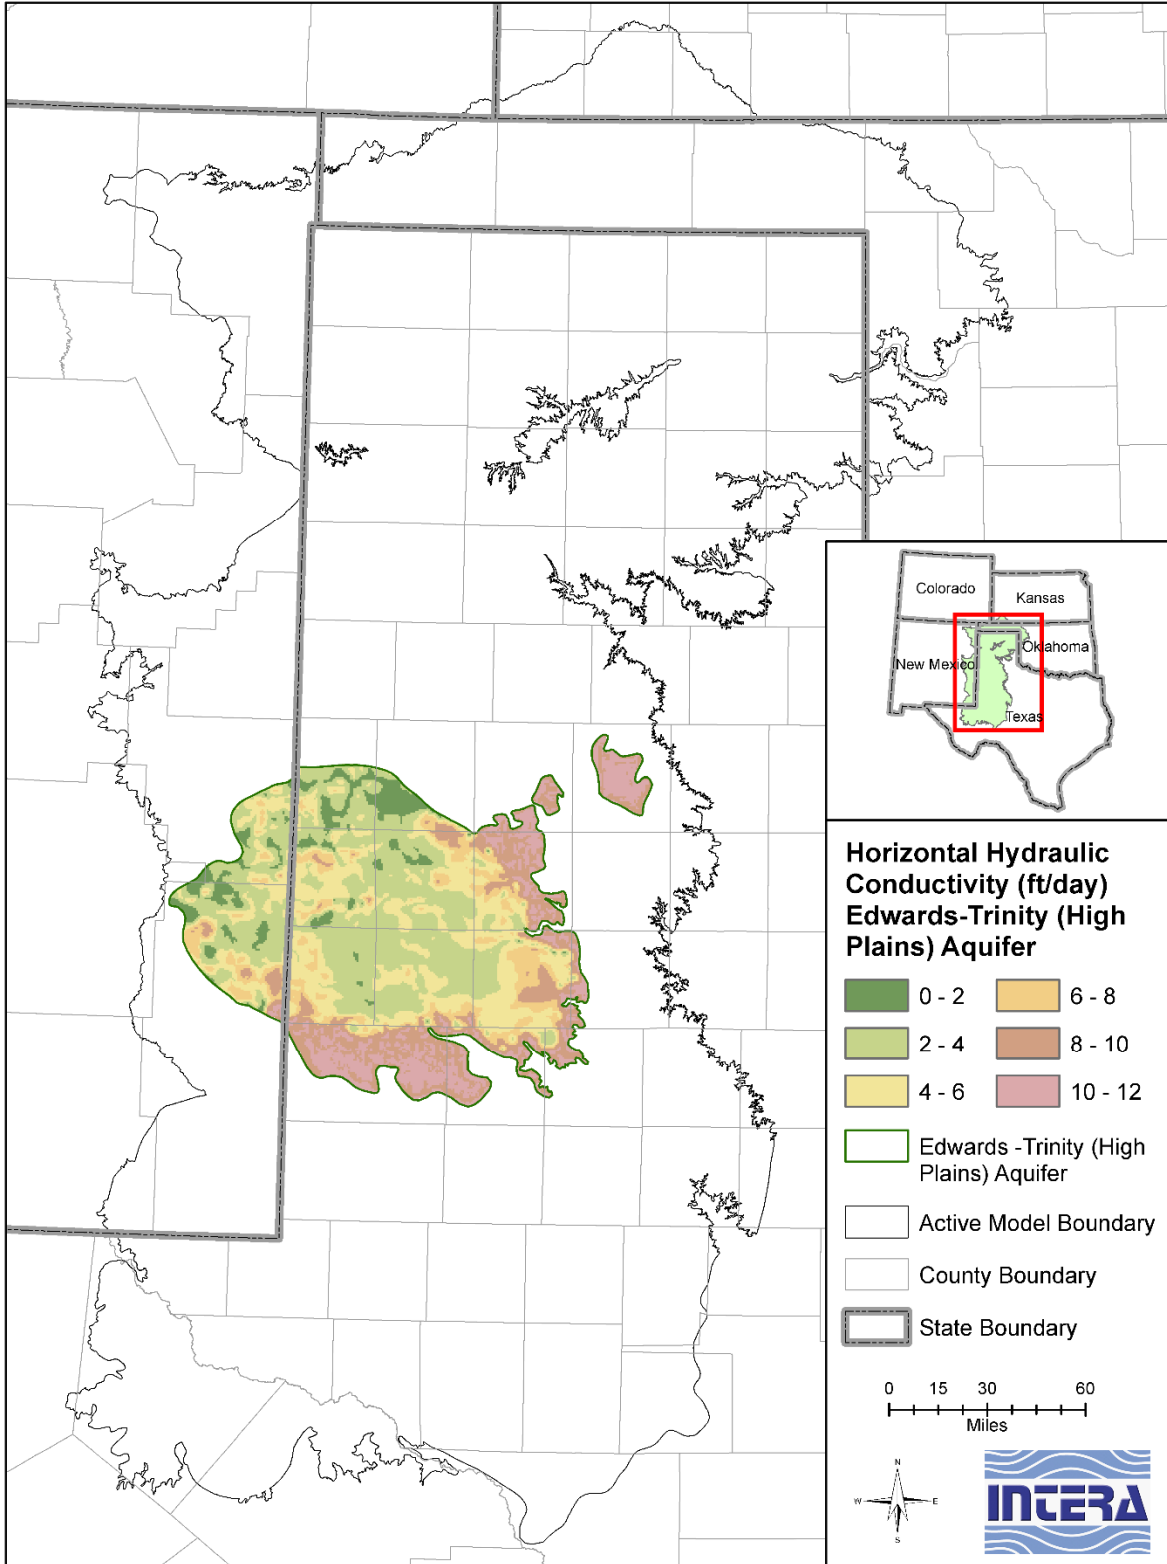 Colorado
Kansas
New Mexico
Oklahoma
Texas
Horizontal Hydraulic
Conductivity (ft/day)
Edwards-Trinity (High
Plains) Aquifer
0 - 2
6 - 8
2 - 4
8 - 10
4 - 6
10 - 12
Edwards -Trinity (High
Plains) Aquifer
Active Model Boundary
County Boundary
State Boundary
0 15 30 60
Miles
N
W E
S
INTERA